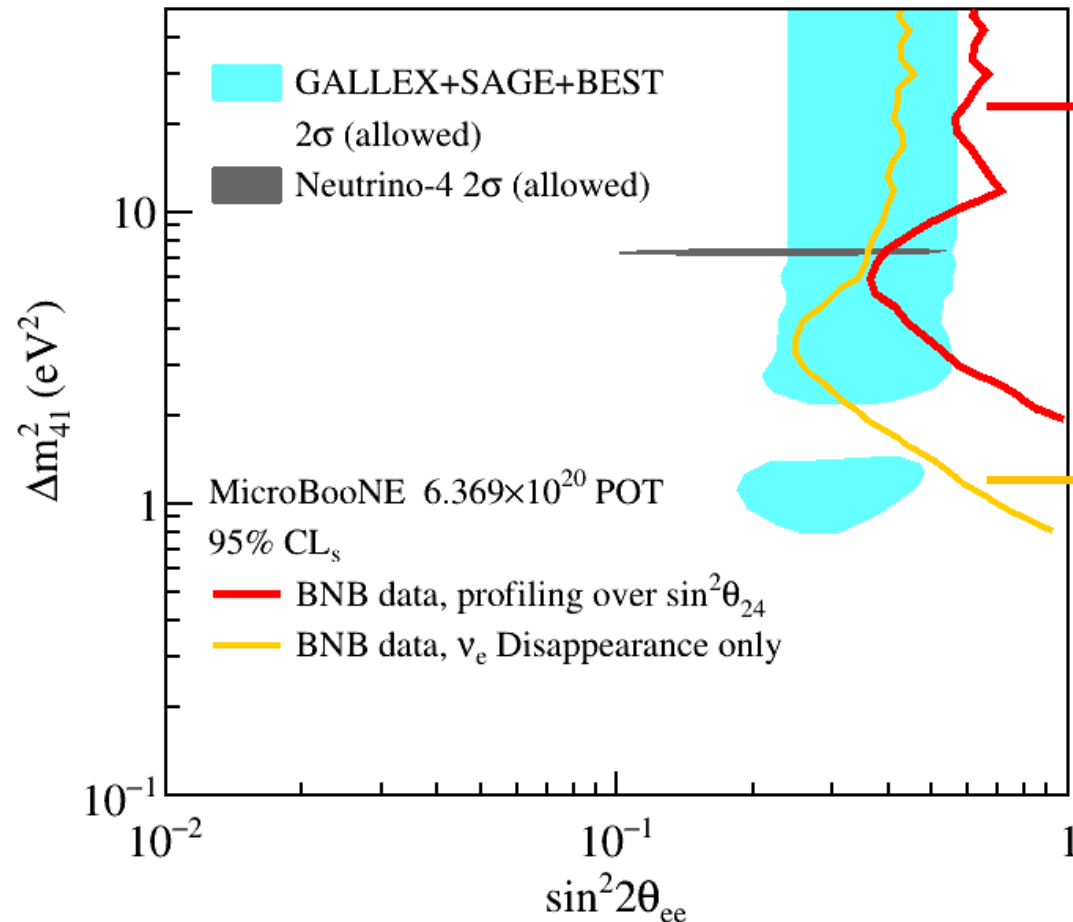 GALLEX+SAGE+BEST
2σ (allowed)
Neutrino-4 2σ (allowed)
10
Δm²₄₁ (eV²)
MicroBooNE 6.369×10²⁰ POT
1
95% CLₛ
BNB data, profiling over sin²θ₂₄
BNB data, νₑ Disappearance only
10⁻¹
10⁻² 10⁻¹ 1
sin²2θₑₑ